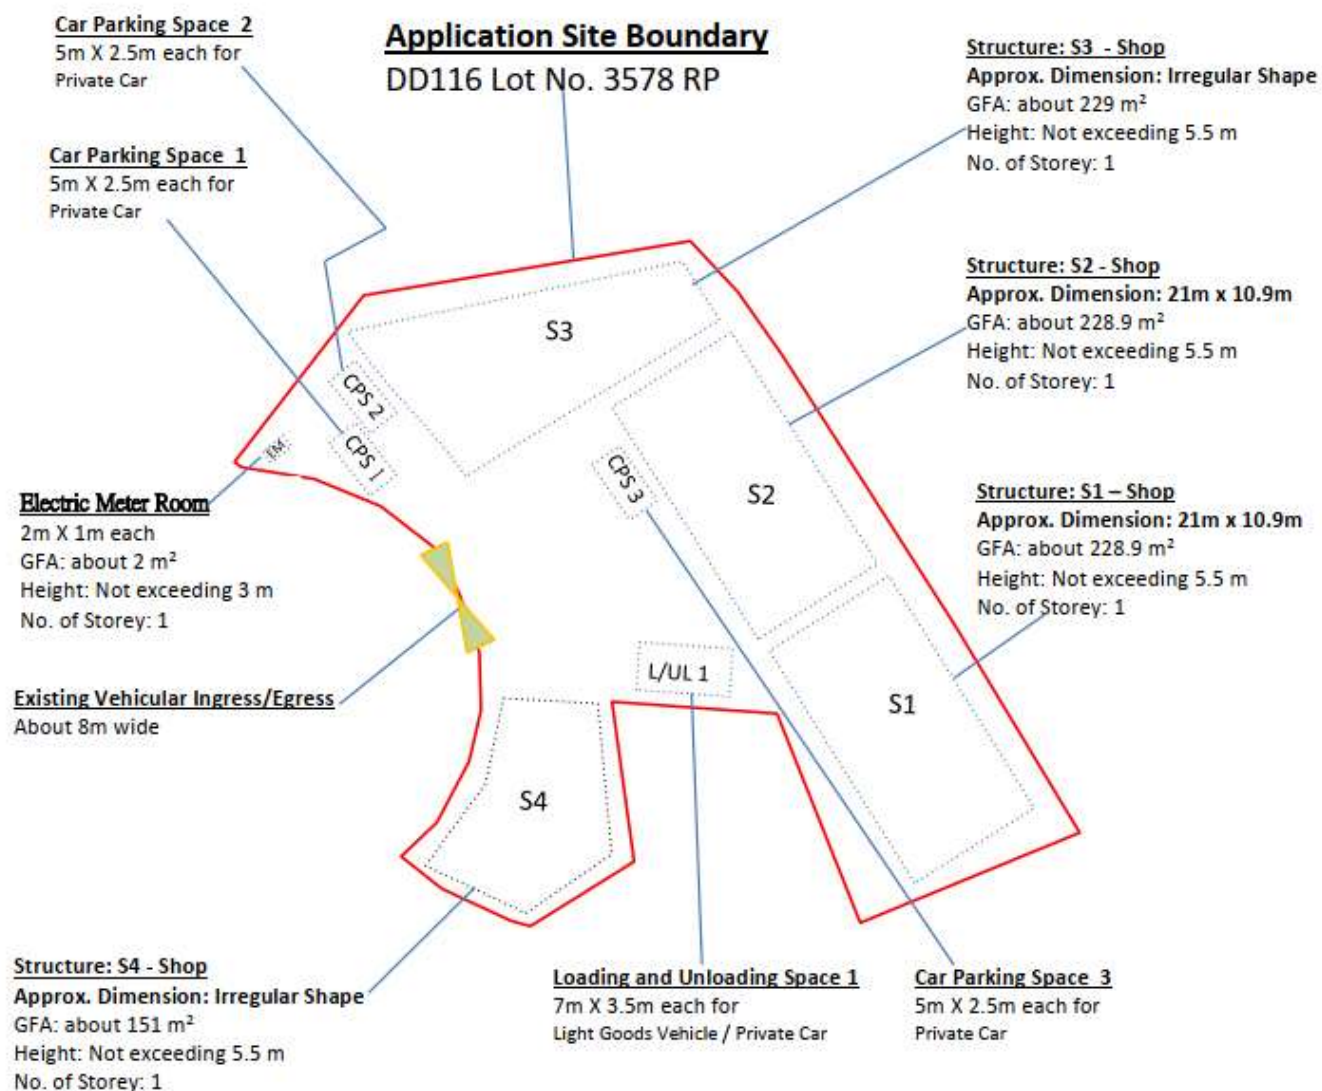 Car Parking Space 2
5m X 2.5m each for
Private Car
Application Site Boundary
DD116 Lot No. 3578 RP
Structure: S3 - Shop
Approx. Dimension: Irregular Shape
GFA: about 229 m²
Height: Not exceeding 5.5 m
No. of Storey: 1
Car Parking Space 1
5m X 2.5m each for
Private Car
Structure: S2 - Shop
Approx. Dimension: 21m x 10.9m
GFA: about 228.9 m²
Height: Not exceeding 5.5 m
No. of Storey: 1
S3
CPS 2
CPS 1
EM
CPS 3
S2
Electric Meter Room
2m X 1m each
GFA: about 2 m²
Height: Not exceeding 3 m
No. of Storey: 1
Structure: S1 – Shop
Approx. Dimension: 21m x 10.9m
GFA: about 228.9 m²
Height: Not exceeding 5.5 m
No. of Storey: 1
L/UL 1
S1
Existing Vehicular Ingress/Egress
About 8m wide
S4
Structure: S4 - Shop
Approx. Dimension: Irregular Shape
GFA: about 151 m²
Height: Not exceeding 5.5 m
No. of Storey: 1
Loading and Unloading Space 1
7m X 3.5m each for
Light Goods Vehicle / Private Car
Car Parking Space 3
5m X 2.5m each for
Private Car